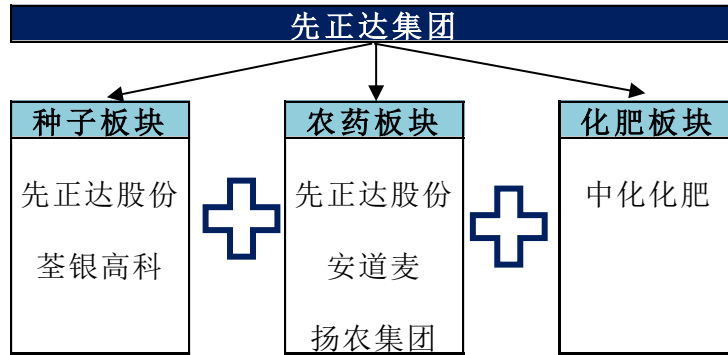 先正达集团
种子板块
先正达股份
荃银高科
农药板块
先正达股份
安道麦
扬农集团
化肥板块
中化化肥